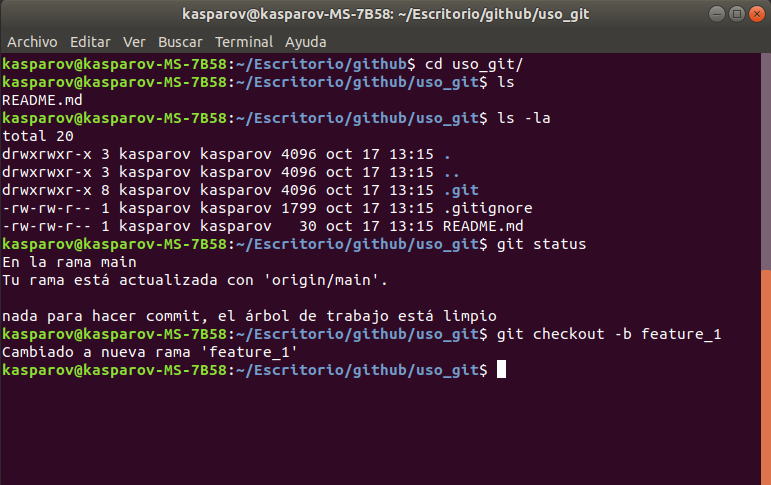 kasparov@kasparov-MS-7B58: ~/Escritorio/github/uso_git
Archivo Editar Ver Buscar Terminal Ayuda
kasparov@kasparov-MS-7B58:~/Escritorio/github$ cd uso_git/
kasparov@kasparov-MS-7B58:~/Escritorio/github/uso_git$ ls
README.md
kasparov@kasparov-MS-7B58:~/Escritorio/github/uso_git$ ls -la
total 20
drwxrwxr-x 3 kasparov kasparov 4096 oct 17 13:15 .
drwxrwxr-x 3 kasparov kasparov 4096 oct 17 13:15 ..
drwxrwxr-x 8 kasparov kasparov 4096 oct 17 13:15 .git
-rw-rw-r-- 1 kasparov kasparov 1799 oct 17 13:15 .gitignore
-rw-rw-r-- 1 kasparov kasparov   30 oct 17 13:15 README.md
kasparov@kasparov-MS-7B58:~/Escritorio/github/uso_git$ git status
En la rama main
Tu rama está actualizada con 'origin/main'.
nada para hacer commit, el árbol de trabajo está limpio
kasparov@kasparov-MS-7B58:~/Escritorio/github/uso_git$ git checkout -b feature_1
Cambiado a nueva rama 'feature_1'
kasparov@kasparov-MS-7B58:~/Escritorio/github/uso_git$